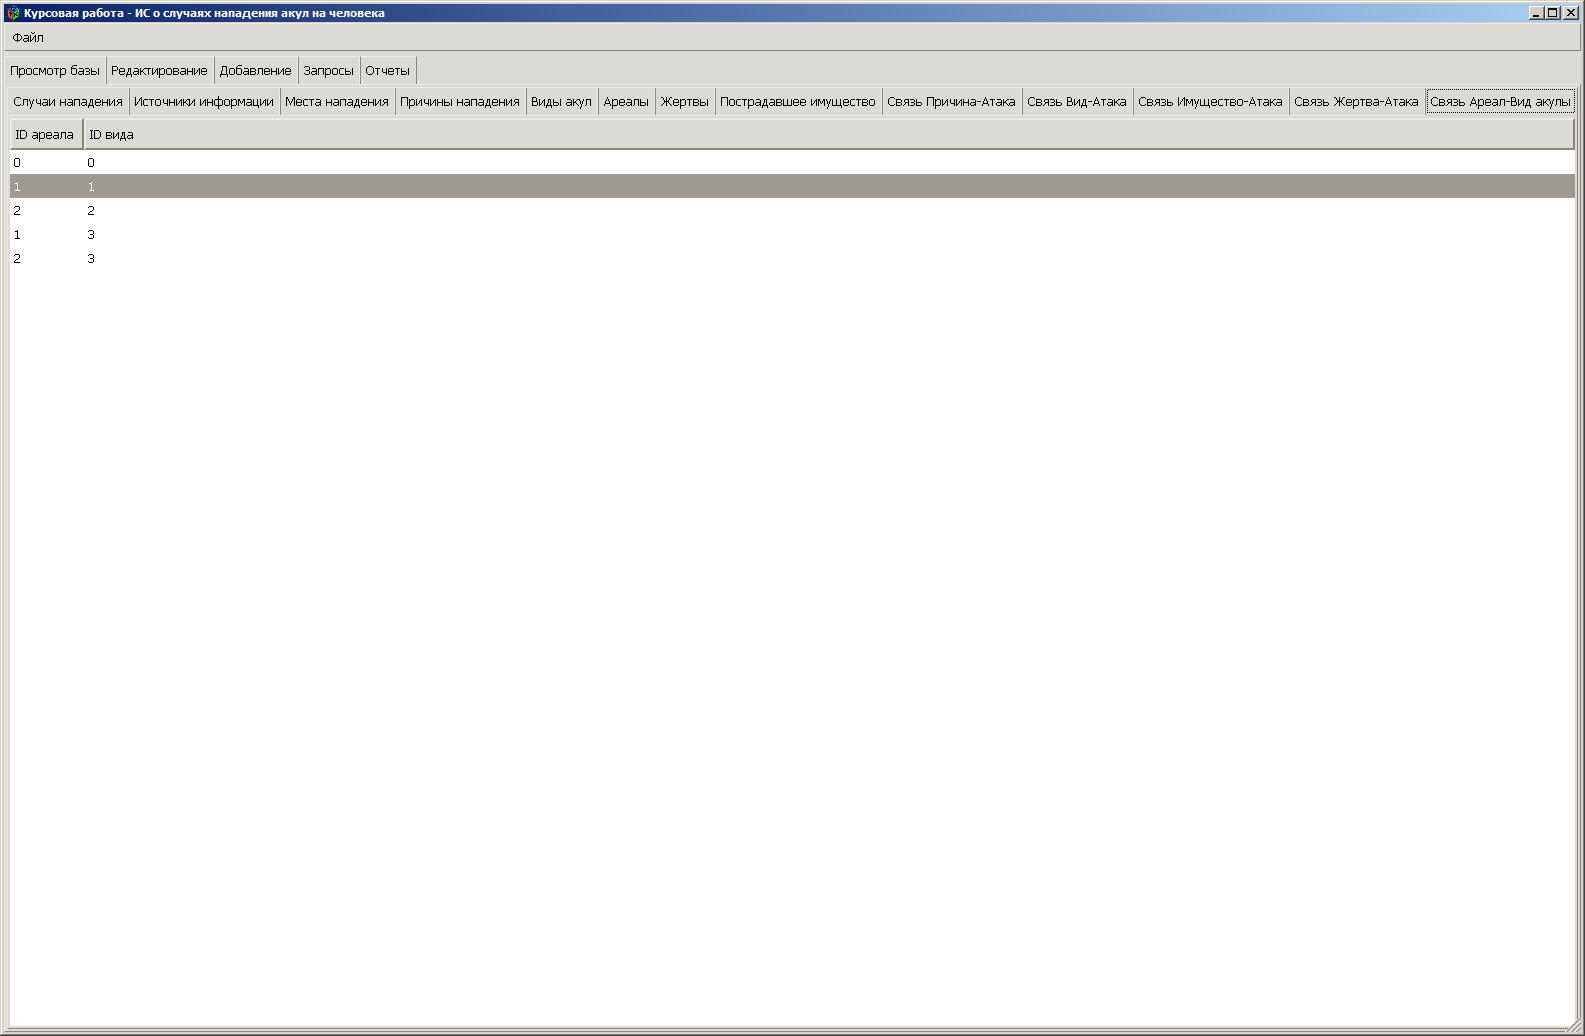 Курсовая работа - ИС о случаях нападения акул на человека
Файл
Просмотр базы Редактирование Добавление Запросы Отчеты
Случаи нападения Источники информации Места нападения Причины нападения Виды акул Ареалы Жертвы Пострадавшее имущество Связь Причина-Атака Связь Вид-Атака Связь Имущество-Атака Связь Жертва-Атака Связь Ареал-Вид акулы
ID ареала ID вида
0 0
1 1
2 2
1 3
2 3